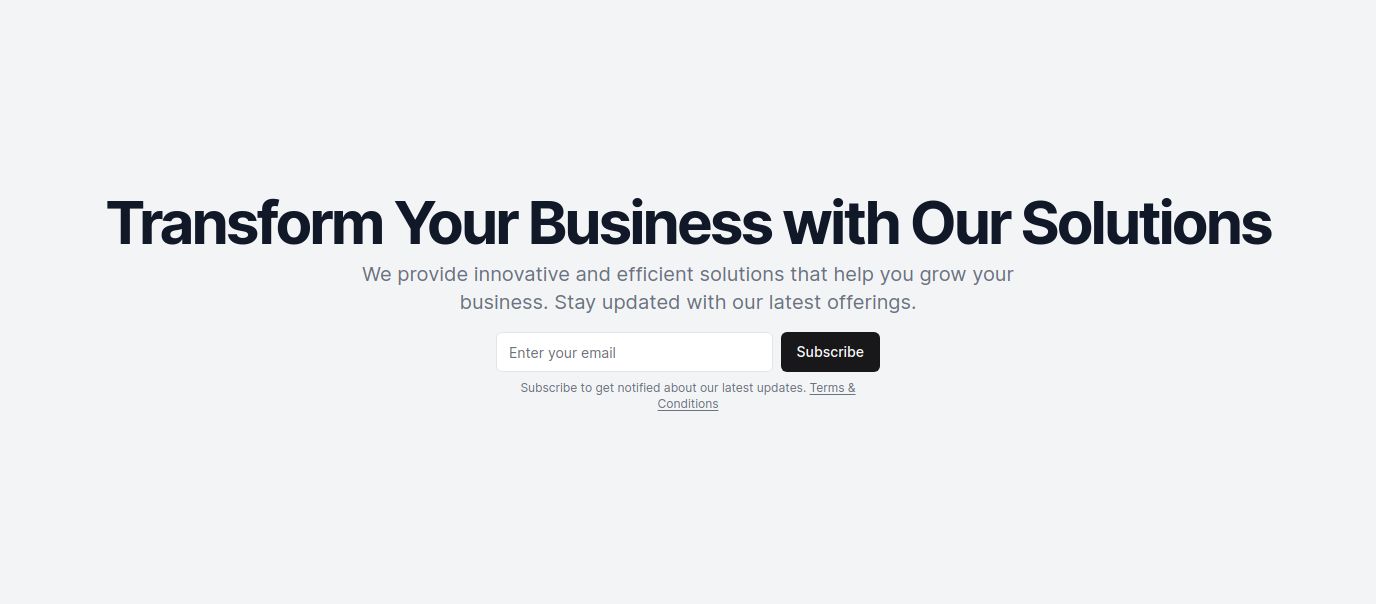 Transform Your Business with Our Solutions
We provide innovative and efficient solutions that help you grow your
business. Stay updated with our latest offerings.
Enter your email Subscribe
Subscribe to get notified about our latest updates. Terms &
Conditions